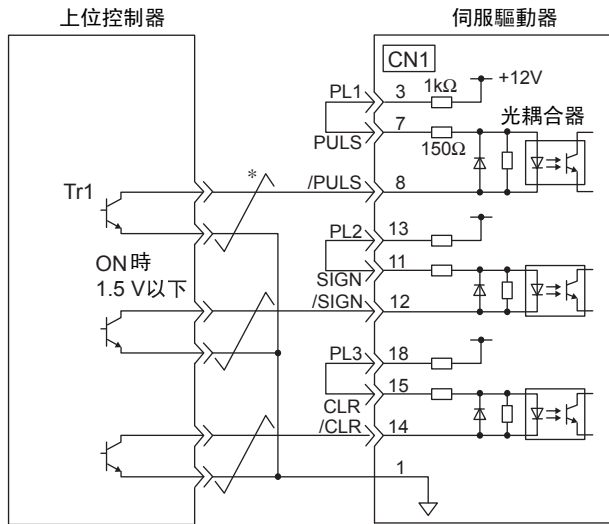 上位控制器
伺服驅動器
CN1
PL1
3
1kΩ
+12V
7
PULS
150Ω
光耦合器
Tr1
*
/PULS
8
PL2
13
ON時
1.5 V以下
11
SIGN
/SIGN
12
PL3
18
15
CLR
/CLR
14
1